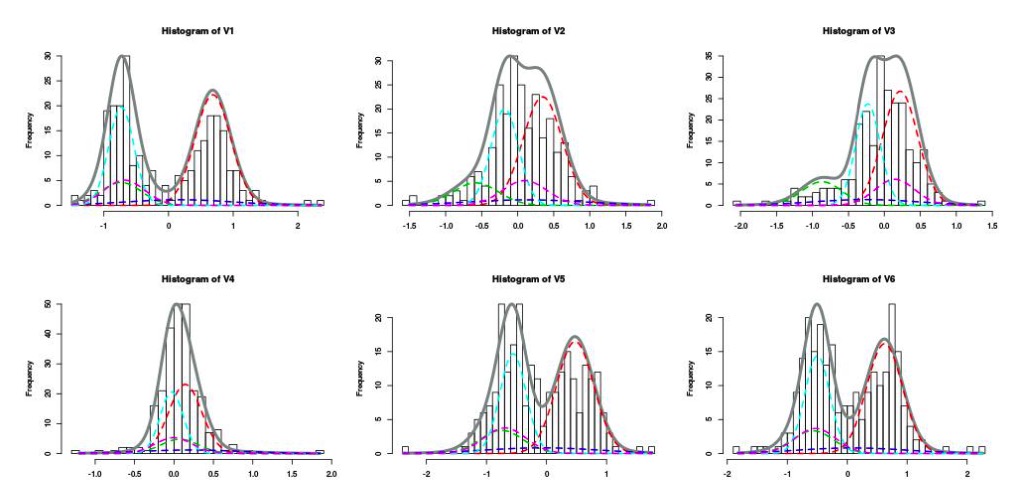 Histogram of V1
Histogram of V2
Histogram of V3
Frequency
0 5 10 15 20 25 30
-1 0 1 2
Frequency
0 5 10 15 20 25 30
-1.5 -1.0 -0.5 0.0 0.5 1.0 1.5 2.0
Frequency
0 5 10 15 20 25 30 35
-2.0 -1.5 -1.0 -0.5 0.0 0.5 1.0 1.5
Histogram of V4
Histogram of V5
Histogram of V6
Frequency
0 10 20 30 40 50
-1.0 -0.5 0.0 0.5 1.0 1.5 2.0
Frequency
0 5 10 15 20
-2 -1 0 1
Frequency
0 5 10 15 20
-2 -1 0 1 2